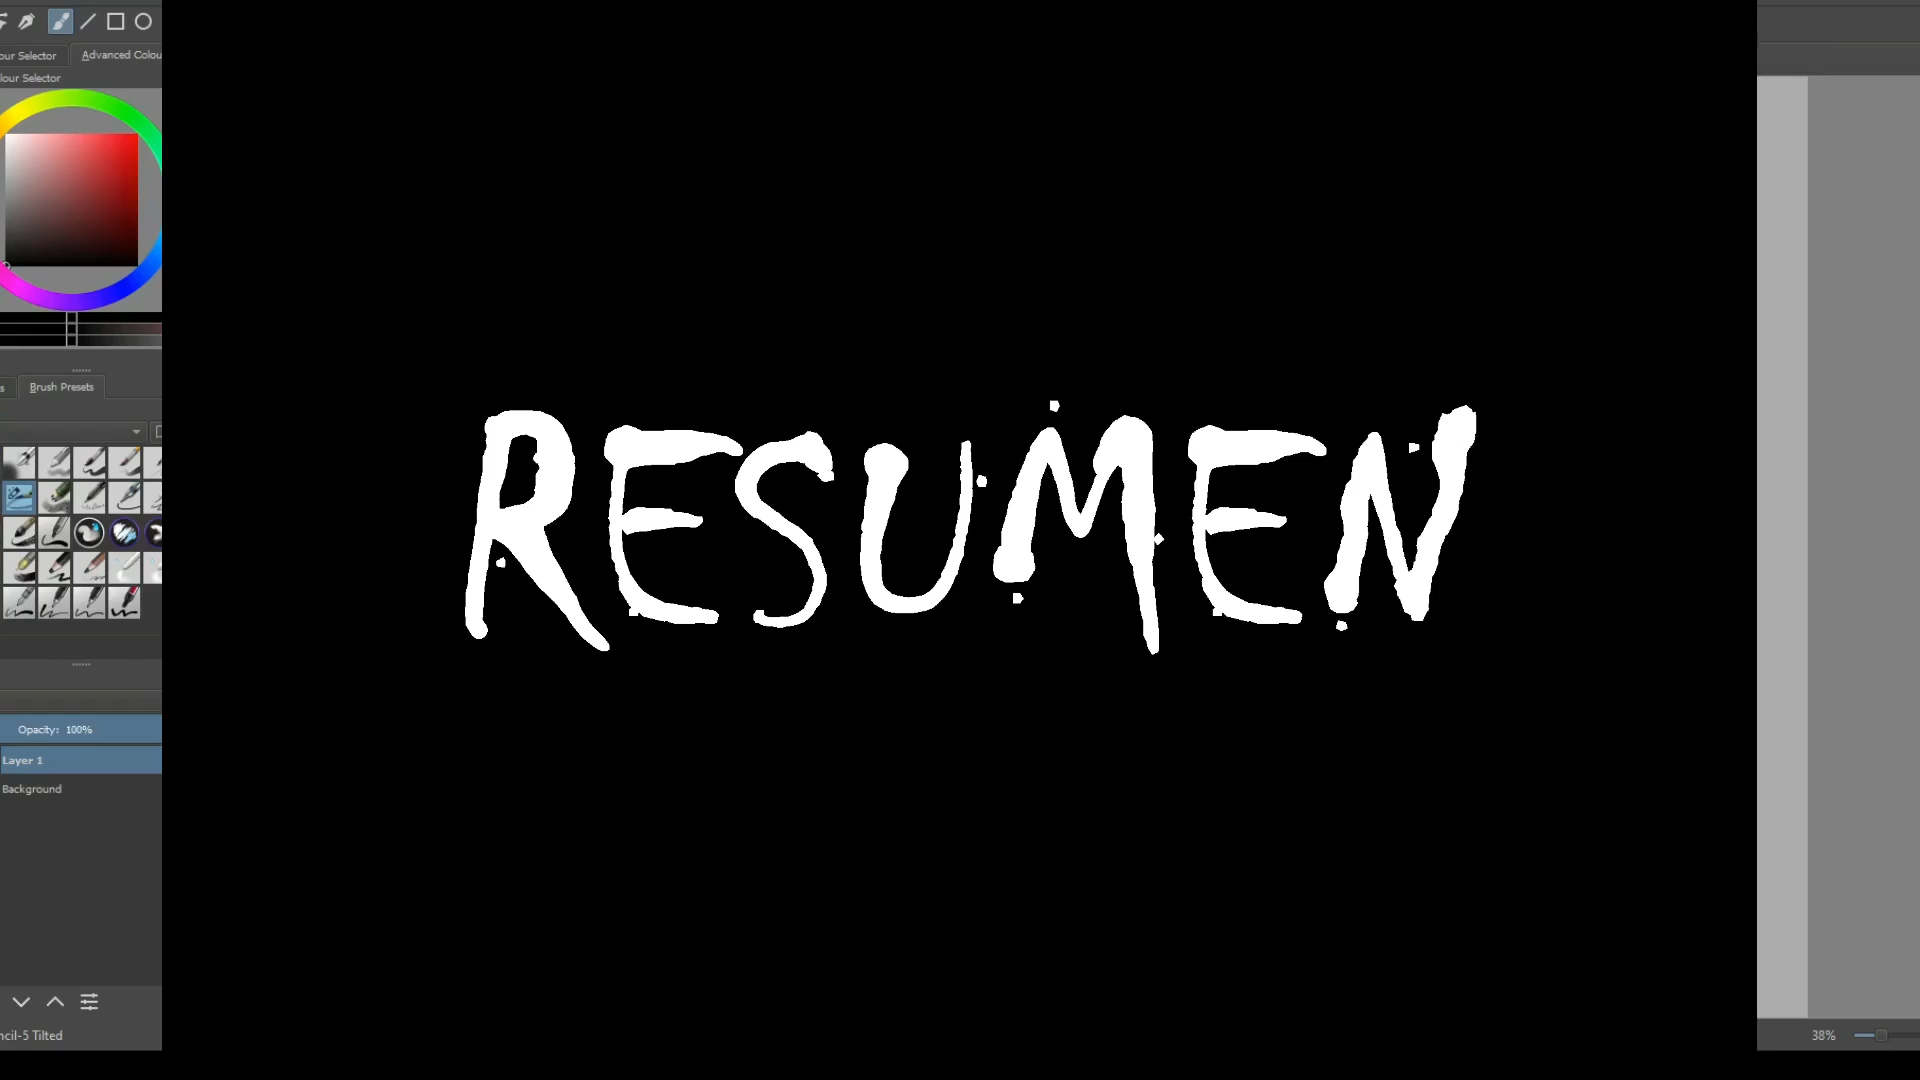 our Selector
Advanced Colou
lour Selector
s
Brush Presets
RESUMEN
Opacity: 100%
Layer 1
Background
ncil-5 Tilted
38%